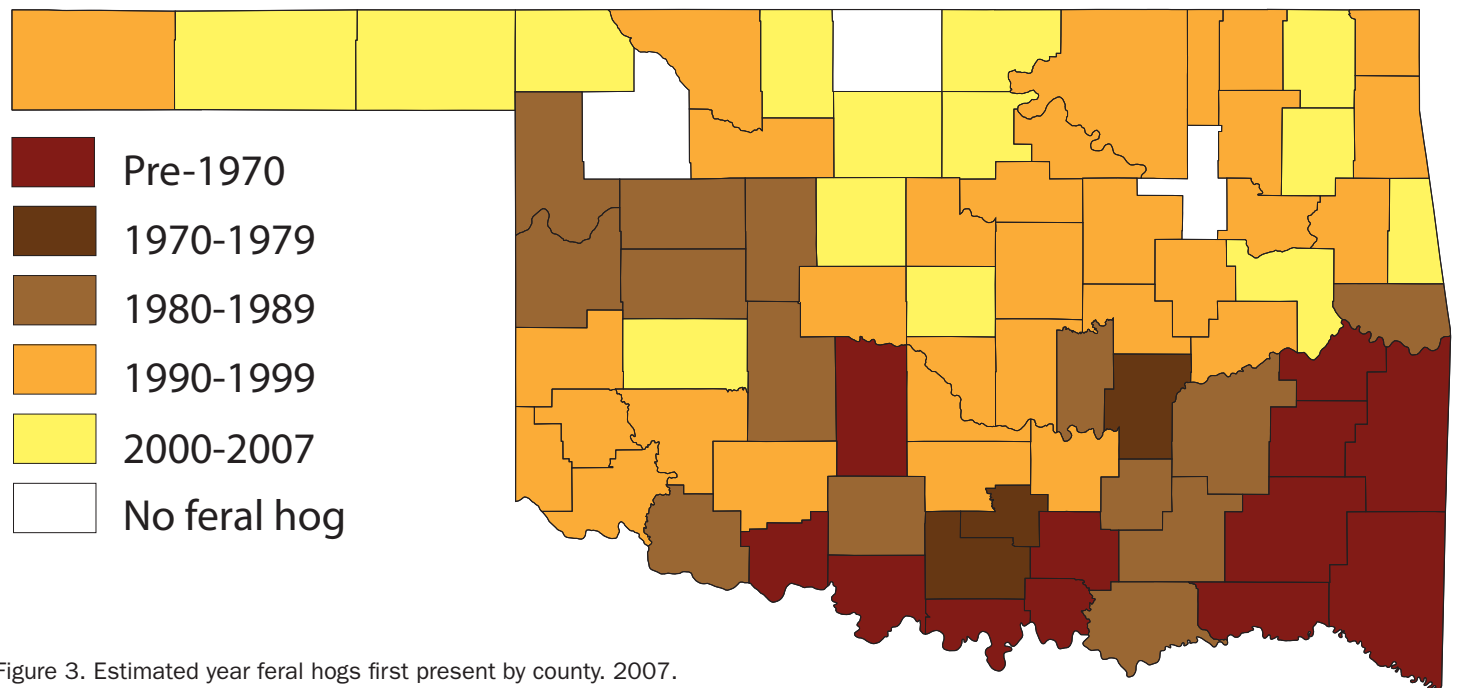 Pre-1970
1970-1979
1980-1989
1990-1999
2000-2007
No feral hog
Figure 3. Estimated year feral hogs first present by county. 2007.